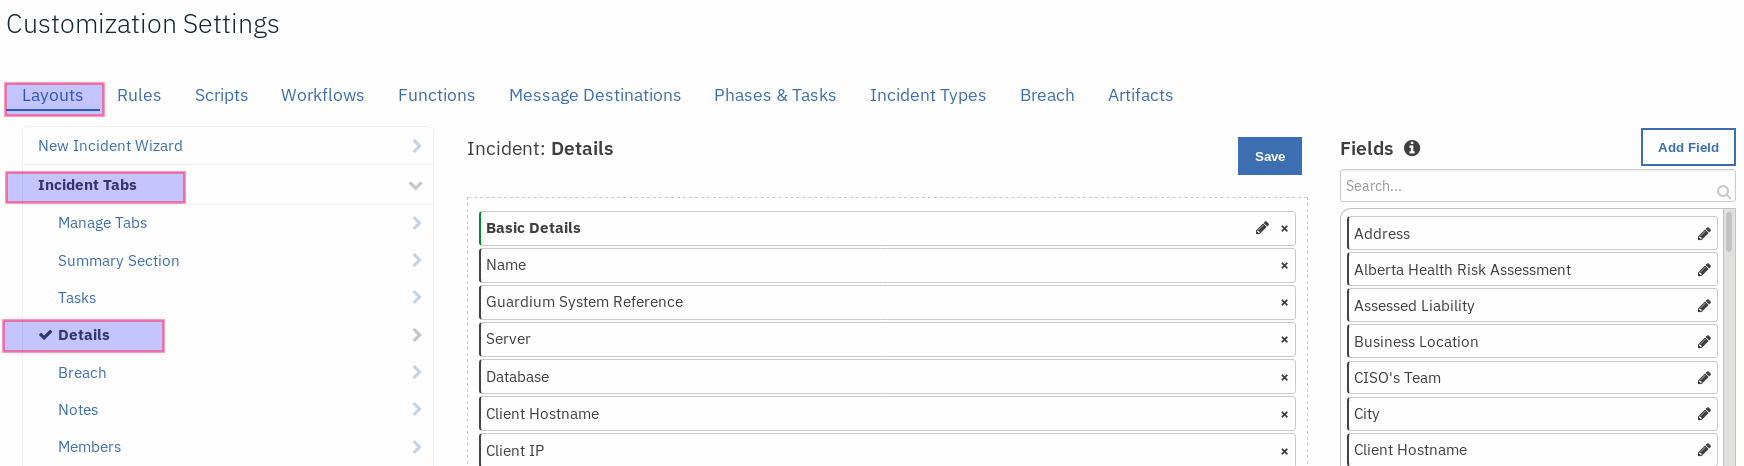 Customization Settings
Layouts Rules Scripts Workflows Functions Message Destinations Phases & Tasks Incident Types Breach Artifacts
New Incident Wizard
Incident Tabs
Manage Tabs
Summary Section
Tasks
Details
Breach
Notes
Members
Incident: Details
Save
Basic Details
Name
Guardium System Reference
Server
Database
Client Hostname
Client IP
Fields
Add Field
Search...
Address
Alberta Health Risk Assessment
Assessed Liability
Business Location
CISO's Team
City
Client Hostname